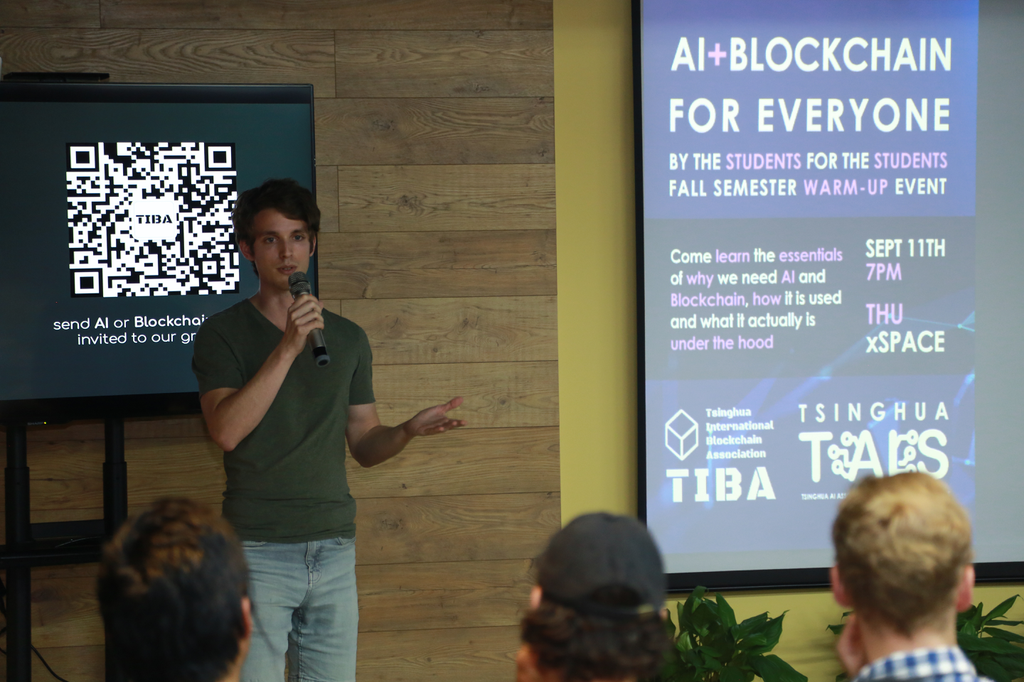 TIBA
send AI or Blockchai
invited to our gr
AI+BLOCKCHAIN
FOR EVERYONE
BY THE STUDENTS FOR THE STUDENTS
FALL SEMESTER WARM-UP EVENT
Come learn the essentials
of why we need AI and
Blockchain, how it is used
and what it actually is
under the hood
SEPT 11TH
7PM
THU
xSPACE
Tsinghua
International
Blockchain
Association
TIBA
TSINGHUA
TAIRS
TSINGHUA AI